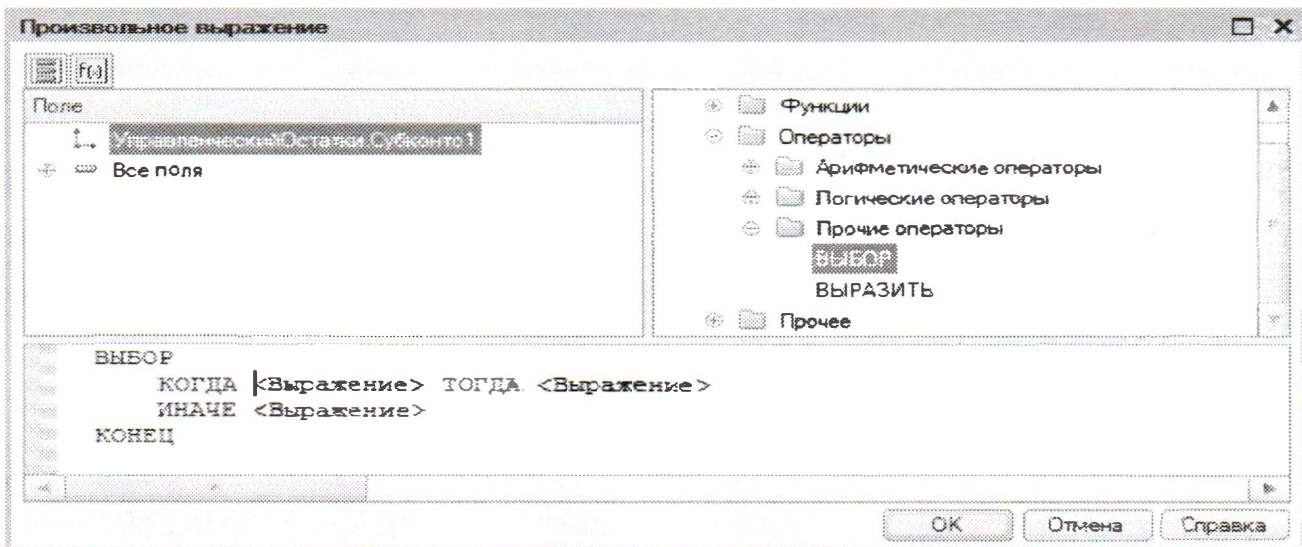 Произвольное выражение
f(..)
Поле
УправленческийОстатки.Субконто1
Все поля
Функции
Операторы
Арифметические операторы
Логические операторы
Прочие операторы
ВЫБОР
ВЫРАЗИТЬ
Прочее
ВЫБОР
КОГДА <Выражение> ТОГДА <Выражение>
ИНАЧЕ <Выражение>
КОНЕЦ
OK Отмена Справка